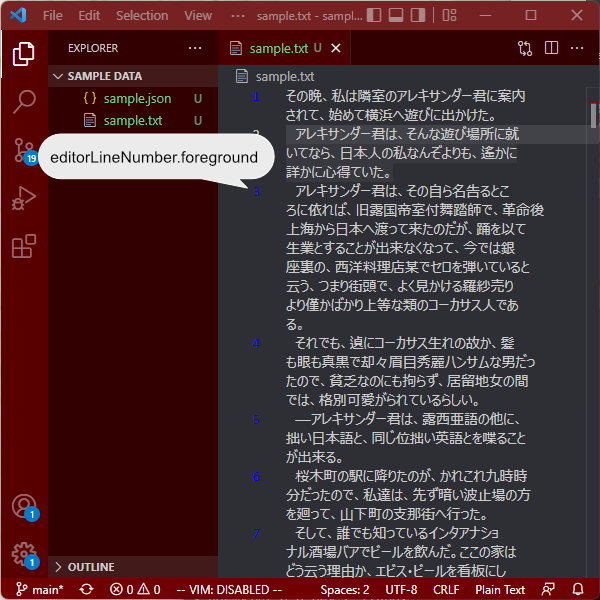 File Edit Selection View ··· sample.txt - sampl...
EXPLORER ···
SAMPLE DATA
{ } sample.json U
sample.txt U
19
editorLineNumber.foreground
1
1
OUTLINE
sample.txt U
sample.txt
1 その晩、私は隣室のアレキサンダー君に案内
されて、始めて横浜へ遊びに出かけた。
2 アレキサンダー君は、そんな遊び場所に就
いてなら、日本人の私なんぞよりも、遙かに
詳かに心得ていた。
3 アレキサンダー君は、その自ら名告るとこ
ろに依れば、旧露国帝室付舞踏師で、革命後
上海から日本へ渡って来たのだが、踊を以て
生業とすることが出来なくなって、今では銀
座裏の、西洋料理店某でセロを弾いていると
云う、つまり街頭で、よく見かける羅紗売り
より僅かばかり上等な類のコーカサス人であ
る。
4 それでも、遉にコーカサス生れの故か、髪
も眼も真黒で却々眉目秀麗ハンサムな男だっ
たので、貧乏なのにも拘らず、居留地女の間
では、格別可愛がられているらしい。
5 ―アレキサンダー君は、露西亜語の他に、
拙い日本語と、同じ位拙い英語とを喋ること
が出来る。
6 桜木町の駅に降りたのが、かれこれ九時時
分だったので、私達は、先ず暗い波止場の方
を廻って、山下町の支那街へ行った。
7 そして、誰でも知っているインタアナショ
ナル酒場バアでビールを飲んだ。ここの家は
どう云う理由か、エビス・ビールを看板にし
main* 0 0 -- VIM: DISABLED -- Spaces: 2 UTF-8 CRLF Plain Text